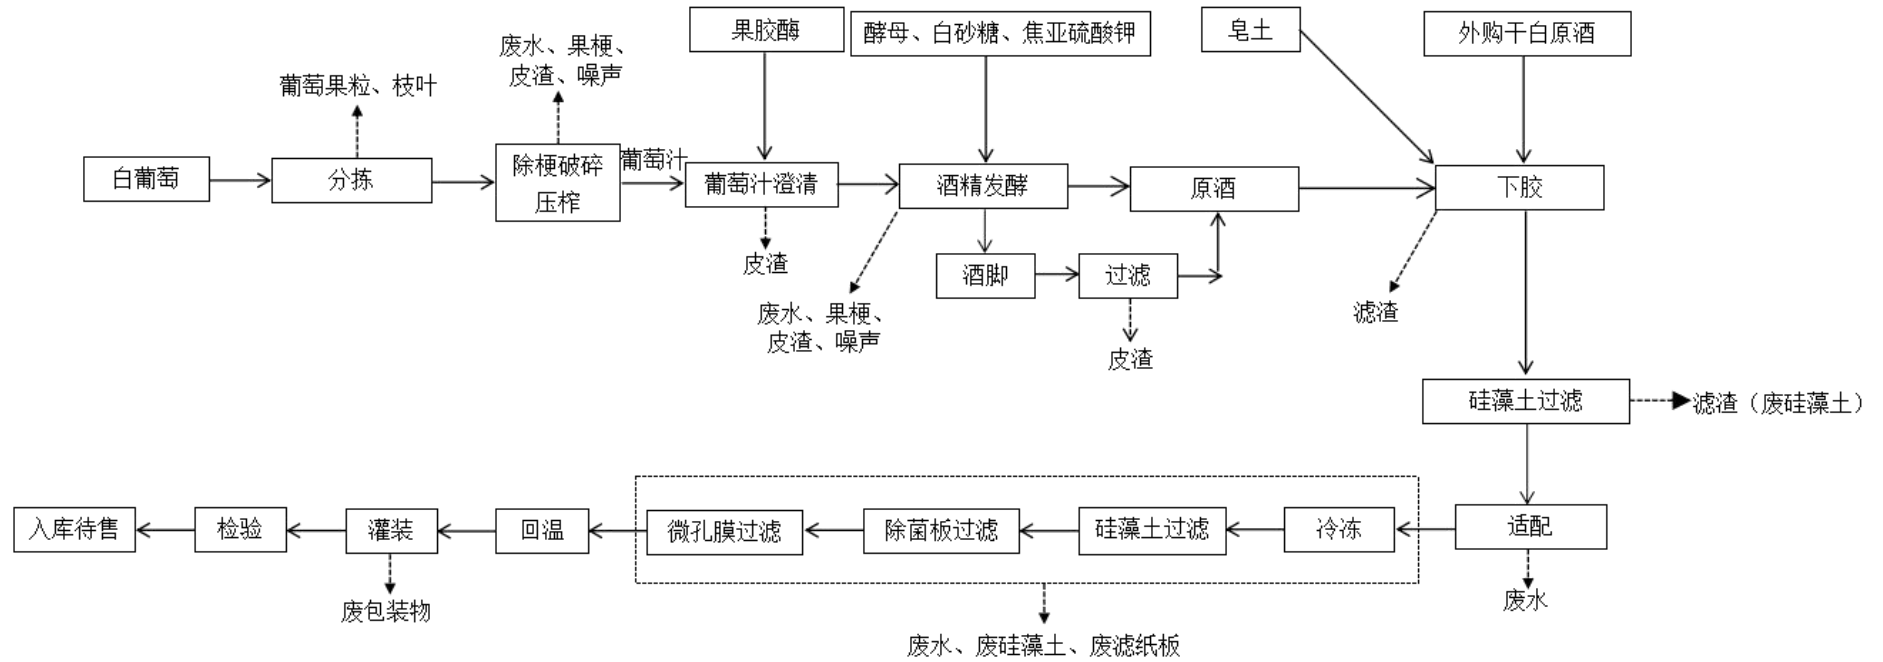 果胶酶
酵母、白砂糖、焦亚硫酸钾
皂土
外购干白原酒
废水、果梗、
皮渣、噪声
葡萄果粒、枝叶
白葡萄
分拣
除梗破碎
压榨
葡萄汁
葡萄汁澄清
酒精发酵
原酒
下胶
皮渣
酒脚
过滤
废水、果梗、
皮渣、噪声
皮渣
滤渣
硅藻土过滤
滤渣（废硅藻土）
入库待售
检验
灌装
回温
微孔膜过滤
除菌板过滤
硅藻土过滤
冷冻
适配
废包装物
废水
废水、废硅藻土、废滤纸板